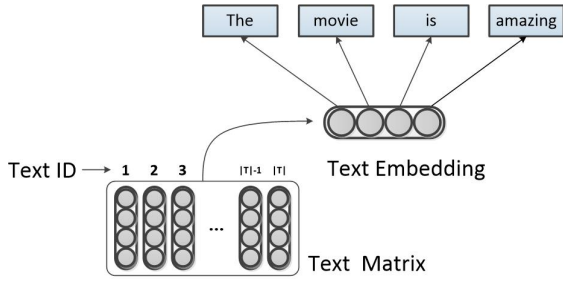 The movie is amazing
Text Embedding
Text ID 1 2 3 |T|-1 |T|
...
Text Matrix